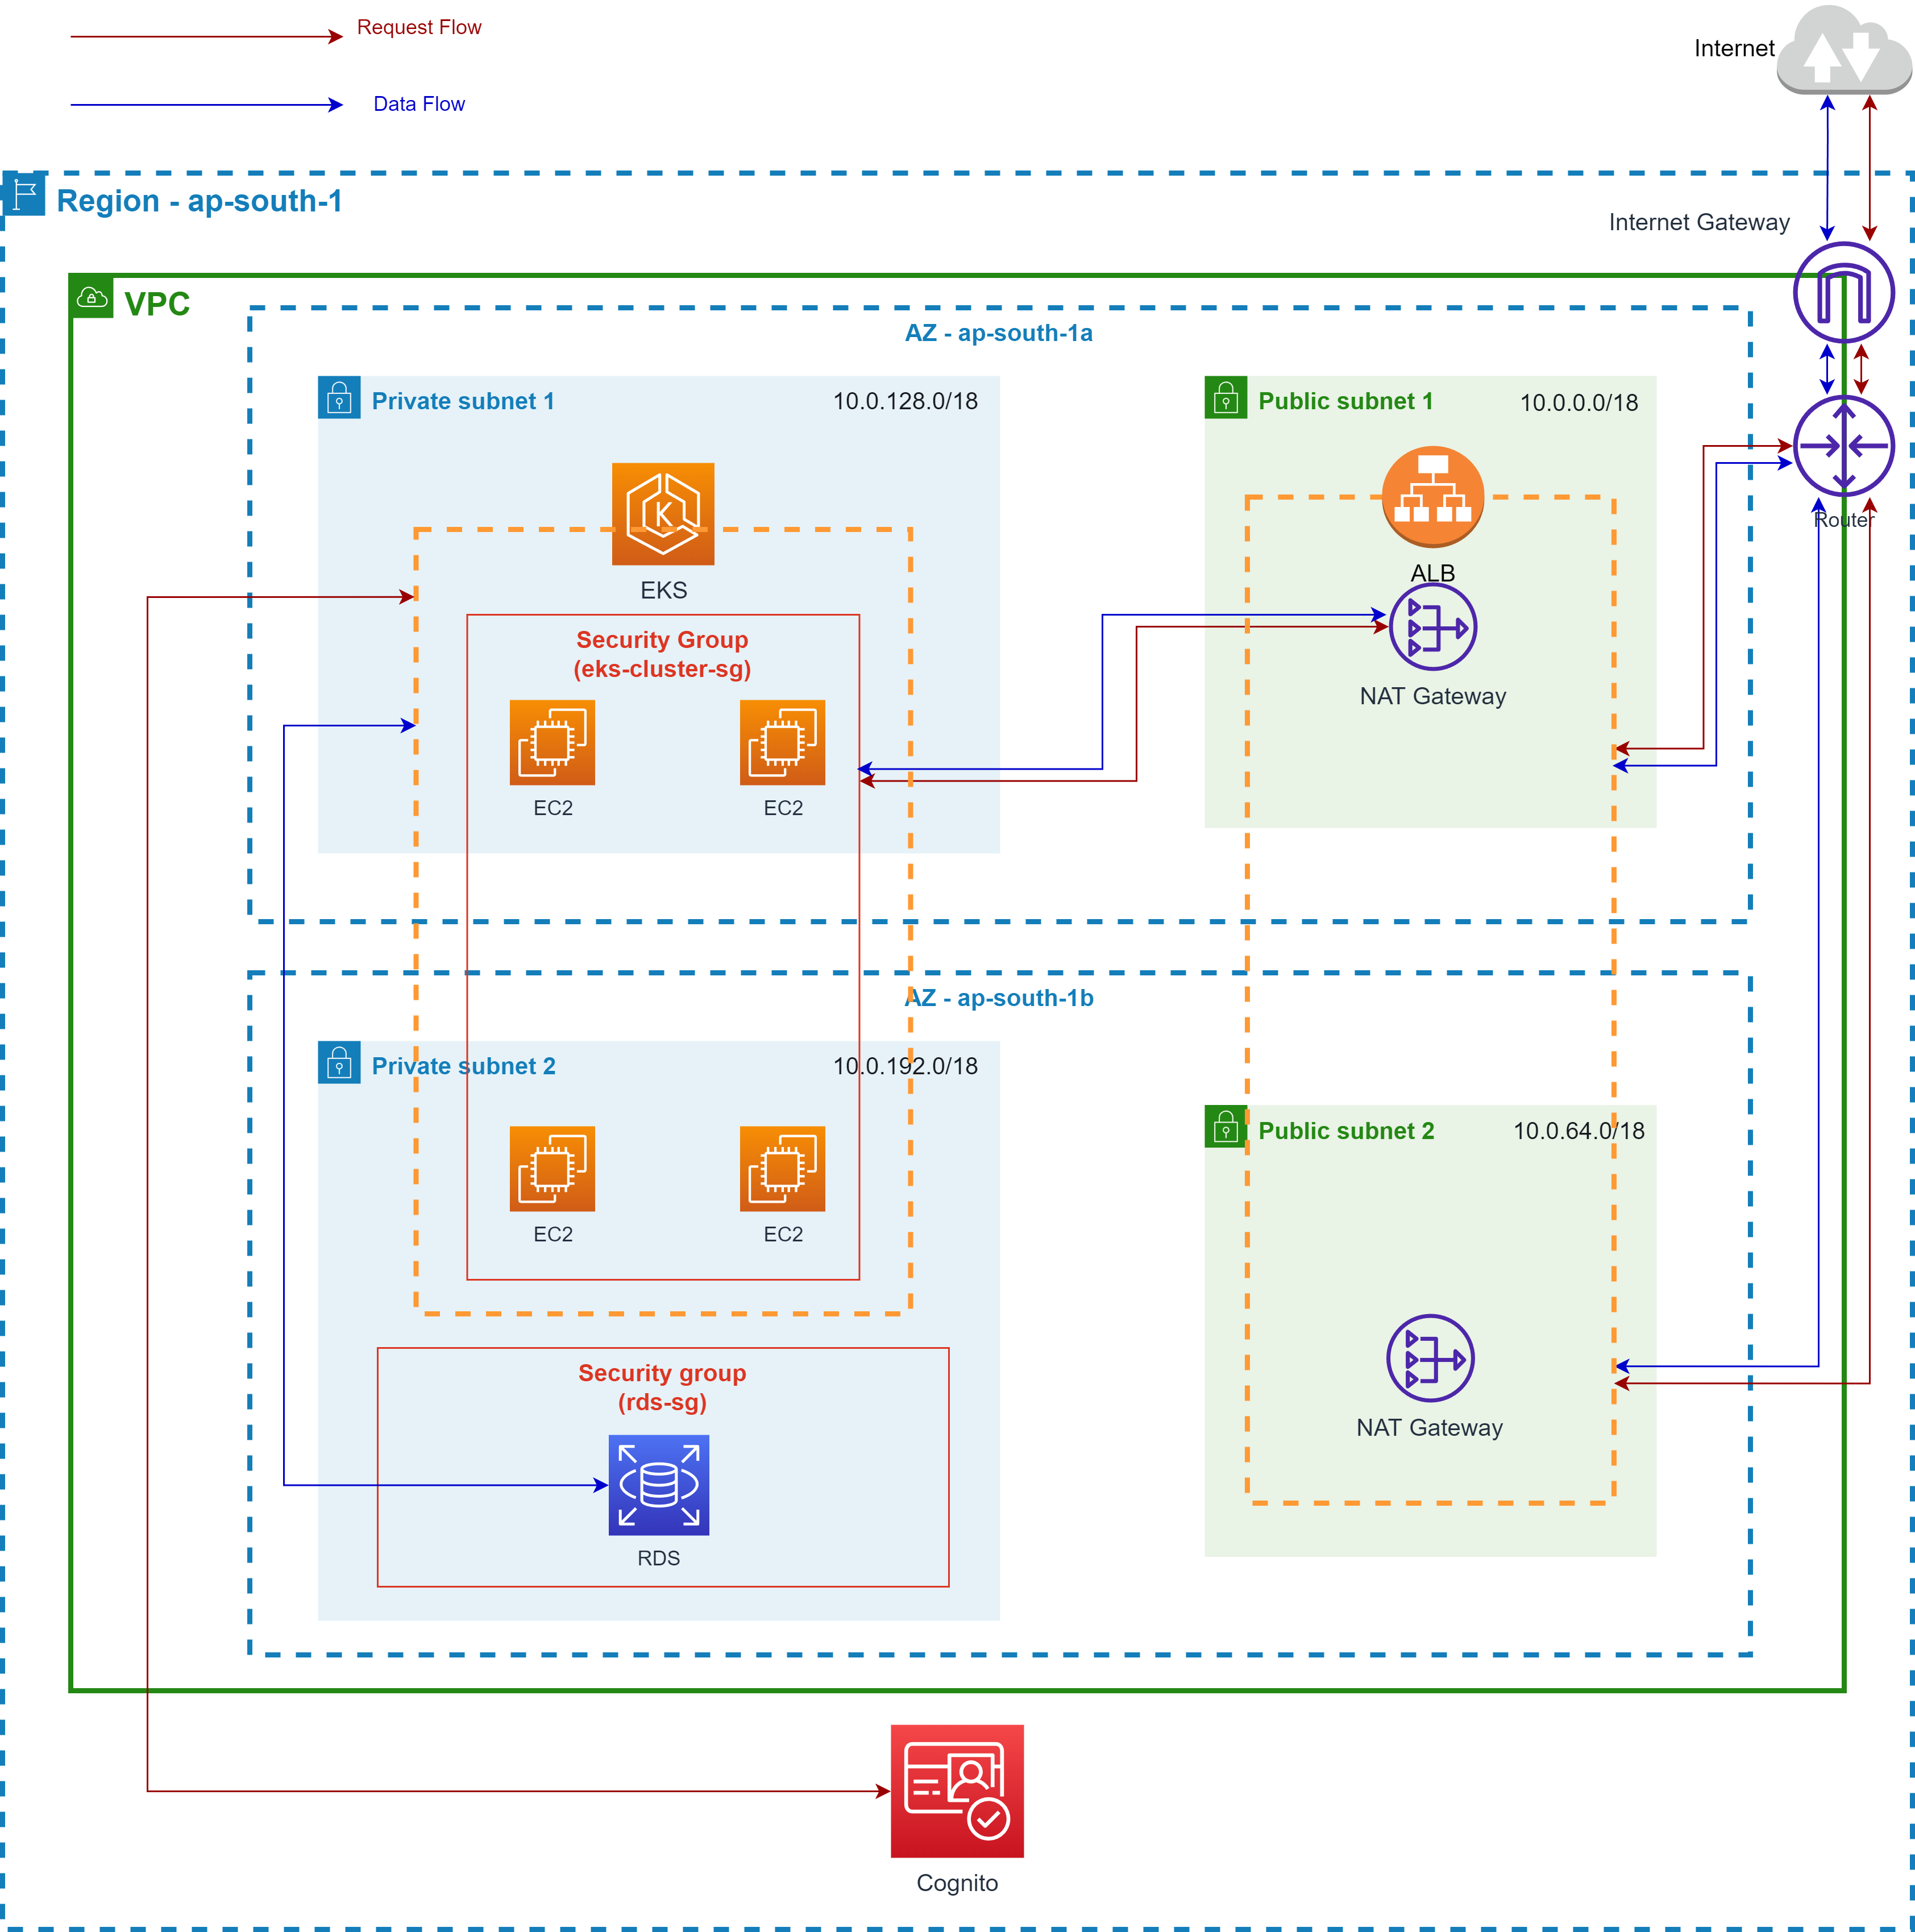 Request Flow
Internet
Data Flow
Region - ap-south-1
Internet Gateway
VPC
AZ - ap-south-1a
Private subnet 1
10.0.128.0/18
Public subnet 1
10.0.0.0/18
Router
ALB
EKS
Security Group
(eks-cluster-sg)
NAT Gateway
EC2
EC2
AZ - ap-south-1b
Private subnet 2
10.0.192.0/18
Public subnet 2
10.0.64.0/18
EC2
EC2
Security group
(rds-sg)
NAT Gateway
RDS
Cognito